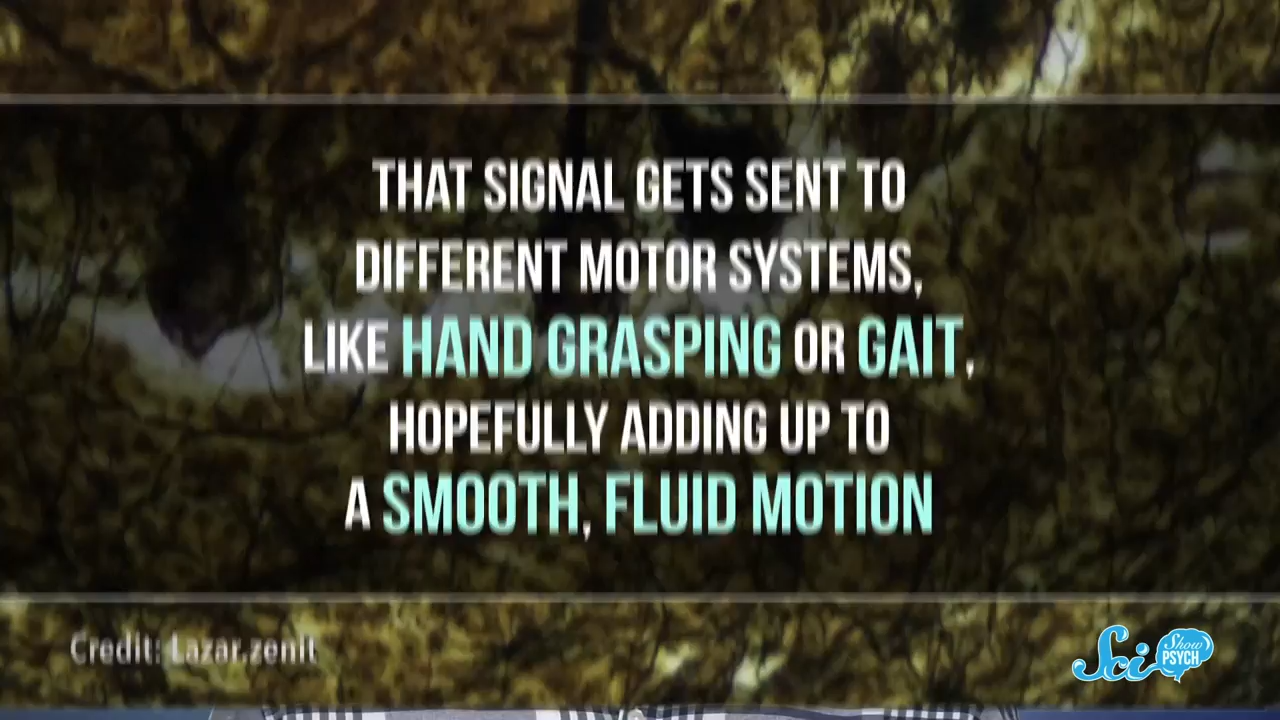 THAT SIGNAL GETS SENT TO
DIFFERENT MOTOR SYSTEMS,
LIKE HAND GRASPING OR GAIT,
HOPEFULLY ADDING UP TO
A SMOOTH, FLUID MOTION
Credit: Lazar.zenit
Sci Show
PSYCH